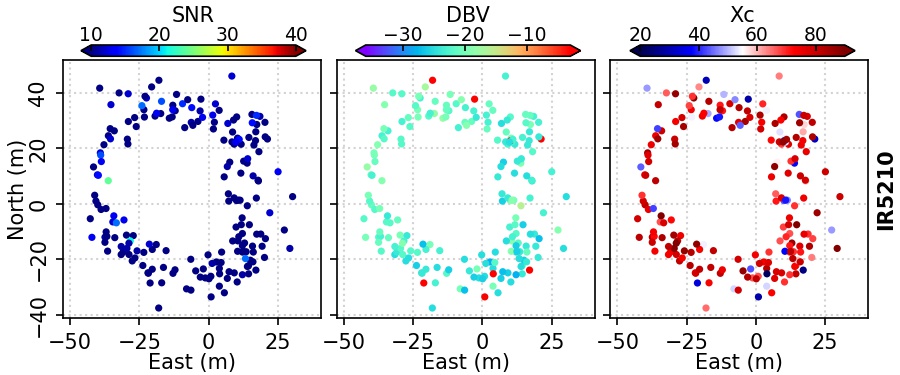 SNR DBV Xc
10 20 30 40 −30 −20 −10 20 40 60 80
40
20
0
−20
−40
North (m)
−50 −25 0 25 −50 −25 0 25 −50 −25 0 25
East (m) East (m) East (m)
IR5210